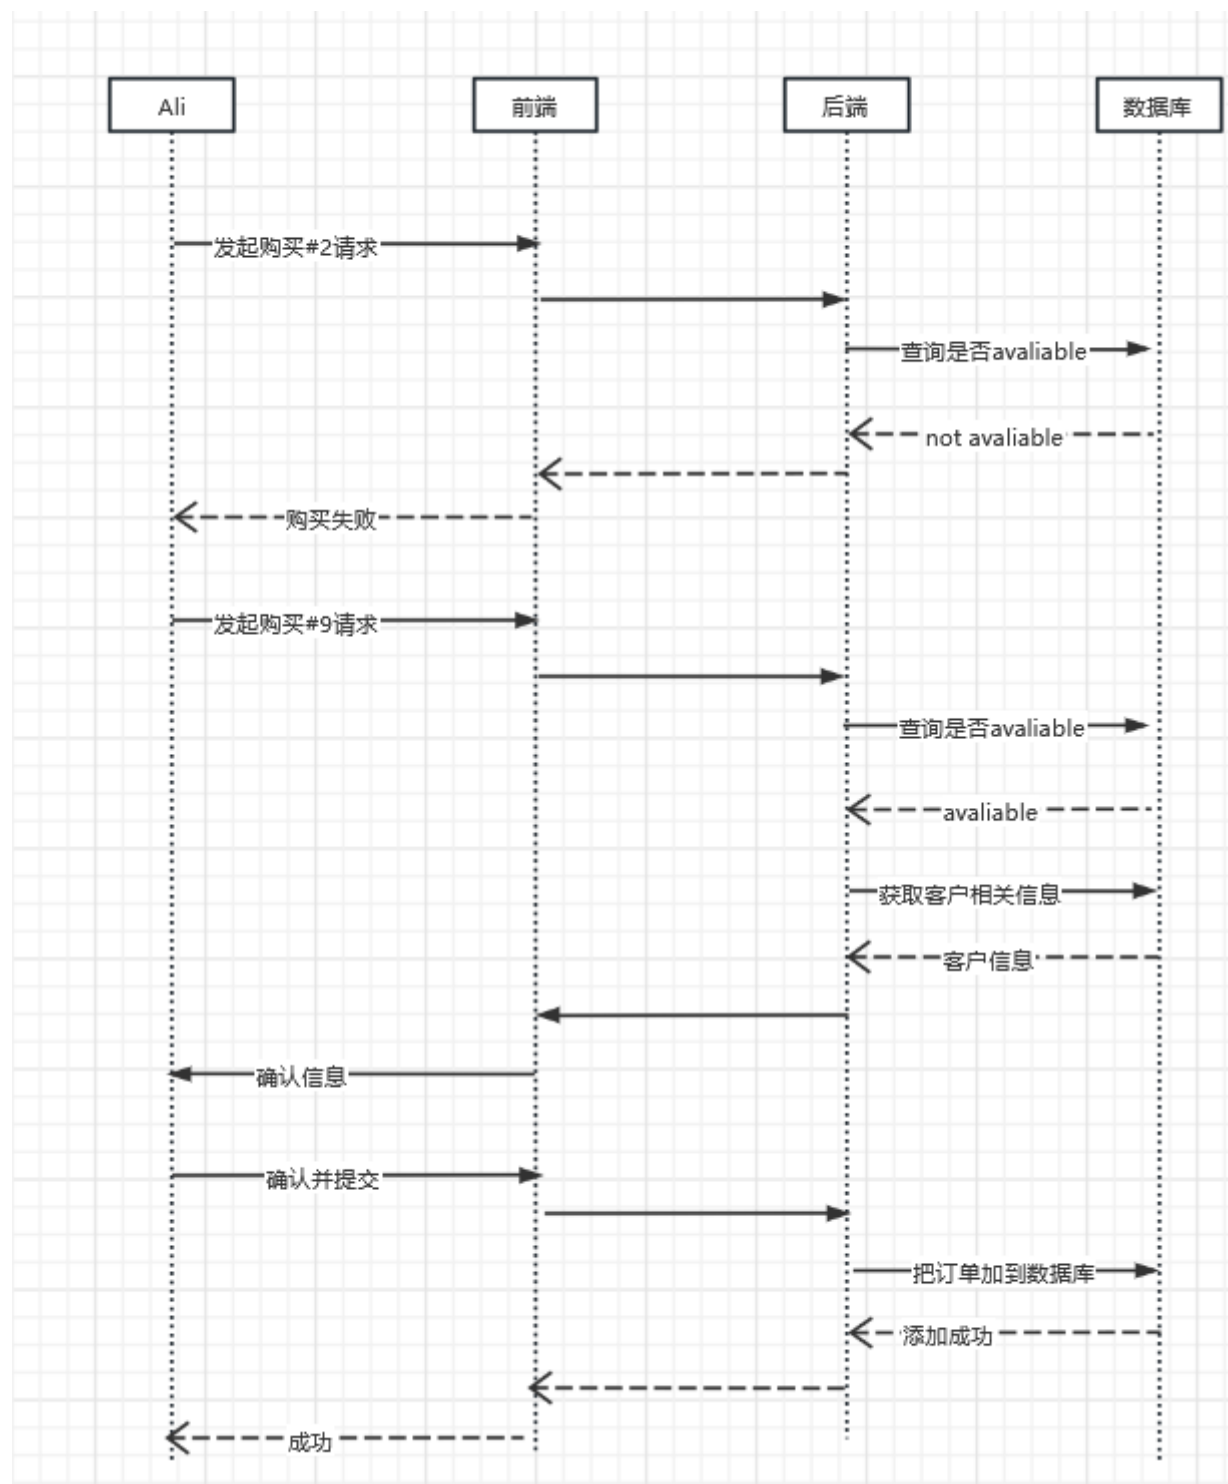 Ali
前端
后端
数据库
发起购买#2请求
查询是否avaliable
not avaliable
购买失败
发起购买#9请求
查询是否avaliable
avaliable
获取客户相关信息
客户信息
确认信息
确认并提交
把订单加到数据库
添加成功
成功